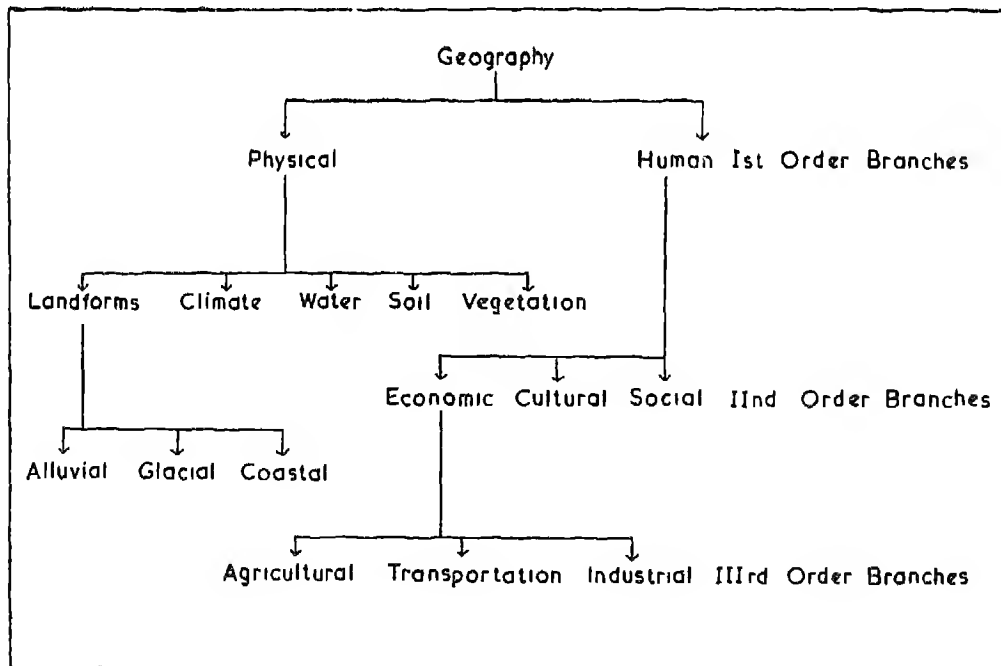 Geography
Physical
Human Ist Order Branches
Landforms Climate Water Soil Vegetation
Economic Cultural Social IInd Order Branches
Alluvial Glacial Coastal
Agricultural Transportation Industrial IIIrd Order Branches